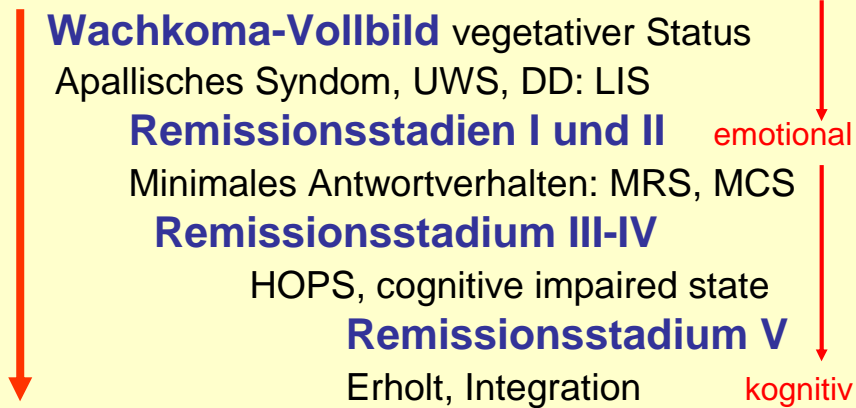 Wachkoma-Vollbild vegetativer Status
Apallisches Syndom, UWS, DD: LIS
Remissionsstadien I und II emotional
Minimales Antwortverhalten: MRS, MCS
Remissionsstadium III-IV
HOPS, cognitive impaired state
Remissionsstadium V
Erholt, Integration kognitiv